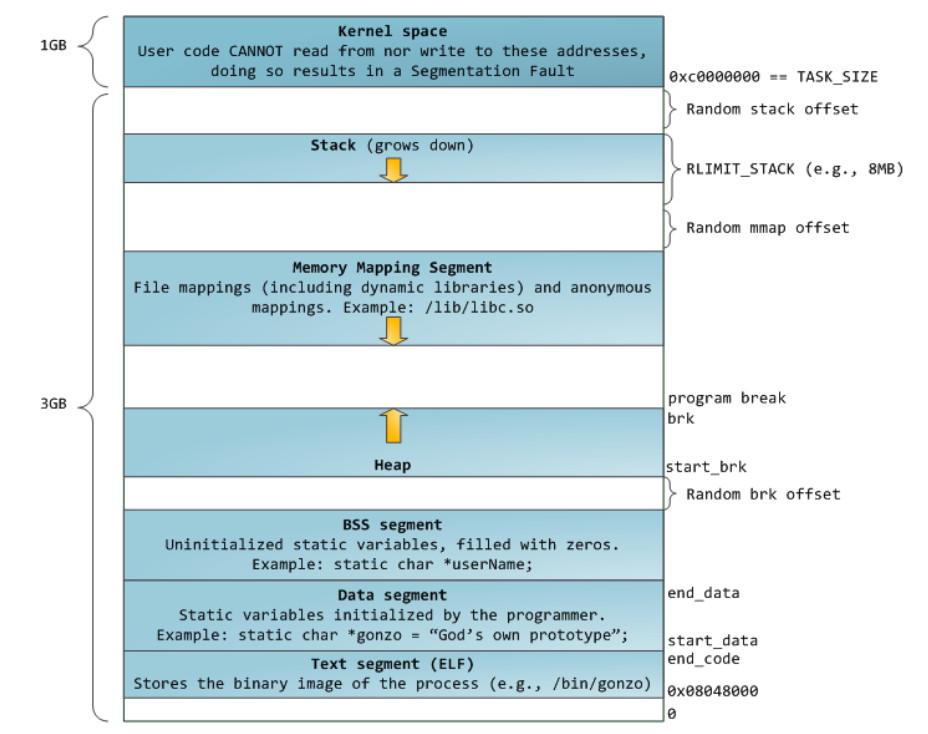 Kernel space
1GB
User code CANNOT read from nor write to these addresses,
doing so results in a Segmentation Fault
0xc0000000 == TASK_SIZE
Random stack offset
Stack (grows down)
RLIMIT_STACK (e.g., 8MB)
Random mmap offset
Memory Mapping Segment
File mappings (including dynamic libraries) and anonymous
mappings. Example: /lib/libc.so
3GB
program break
brk
Heap
start_brk
Random brk offset
BSS segment
Uninitialized static variables, filled with zeros.
Example: static char *userName;
Data segment
end_data
Static variables initialized by the programmer.
Example: static char *gonzo = “God’s own prototype”;
start_data
end_code
Text segment (ELF)
Stores the binary image of the process (e.g., /bin/gonzo)
0x08048000
0